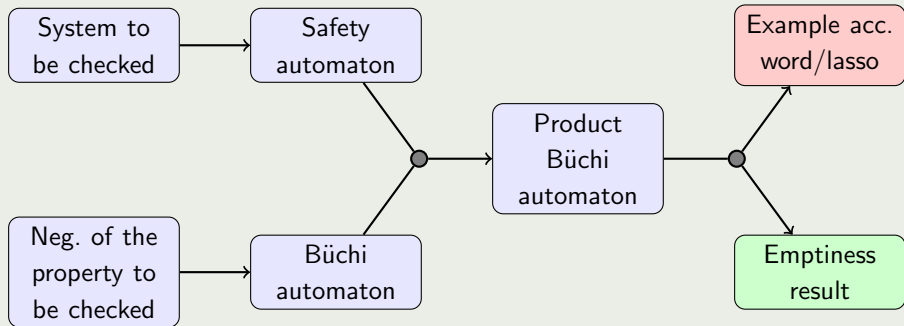 System to
be checked
Safety
automaton
Example acc.
word/lasso
Product
Büchi
automaton
Neg. of the
property to
be checked
Büchi
automaton
Emptiness
result